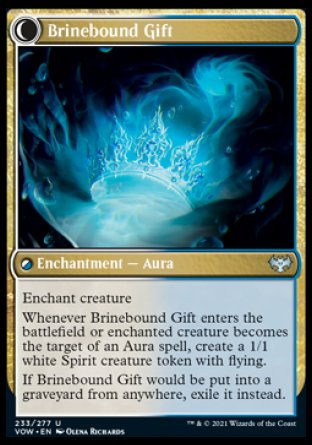 Brinebound Gift
Enchantment — Aura
Enchant creature
Whenever Brinebound Gift enters the
battlefield or enchanted creature becomes
the target of an Aura spell, create a 1/1
white Spirit creature token with flying.
If Brinebound Gift would be put into a
graveyard from anywhere, exile it instead.
233/277 U
VOW • EN Olena Richards
™ & © 2021 Wizards of the Coast